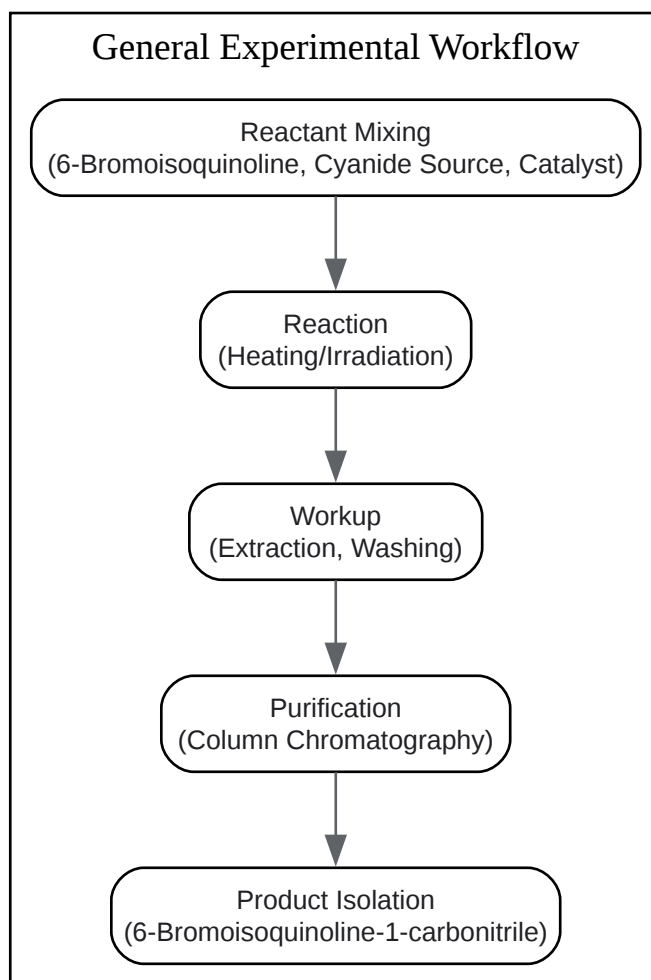 General Experimental Workflow
Reactant Mixing
(6-Bromoisoquinoline, Cyanide Source, Catalyst)
Reaction
(Heating/Irradiation)
Workup
(Extraction, Washing)
Purification
(Column Chromatography)
Product Isolation
(6-Bromoisoquinoline-1-carbonitrile)